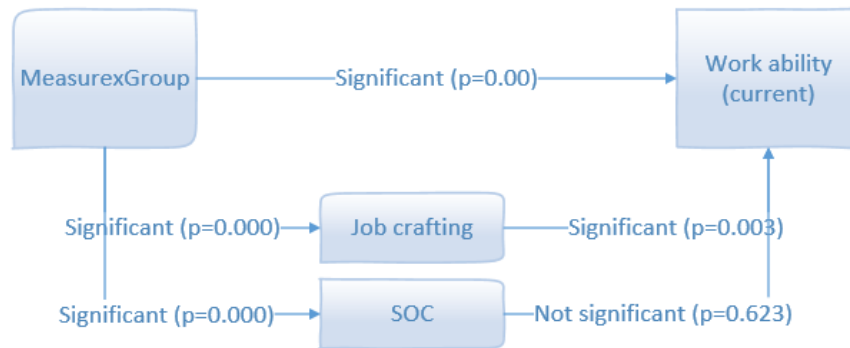 MeasurexGroup
Significant (p=0.00)
Work ability
(current)
Significant (p=0.000)
Job crafting
Significant (p=0.003)
Significant (p=0.000)
SOC
Not significant (p=0.623)